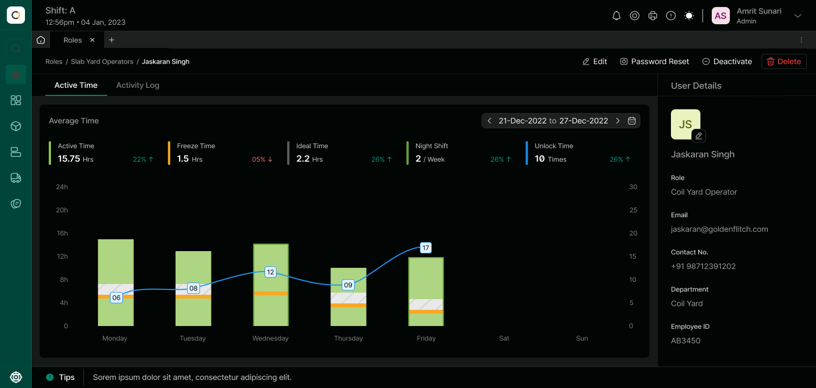 Shift: A
12:56pm • 04 Jan, 2023
AS
Amrit Sunari
Admin
Roles
Roles / Slab Yard Operators / Jaskaran Singh
Edit
Password Reset
Deactivate
Delete
Active Time
Activity Log
User Details
Average Time
21-Dec-2022 to 27-Dec-2022
Active Time
15.75 Hrs
22% ↑
Freeze Time
1.5 Hrs
05% ↓
Ideal Time
2.2 Hrs
26% ↑
Night Shift
2 / Week
26% ↑
Unlock Time
10 Times
26% ↑
24h
20h
16h
12h
8h
4h
0
30
25
20
15
10
5
0
06
08
12
09
17
Monday
Tuesday
Wednesday
Thursday
Friday
Sat
Sun
JS
Jaskaran Singh
Role
Coil Yard Operator
Email
jaskaran@goldenflitch.com
Contact No.
+91 98712391202
Department
Coil Yard
Employee ID
AB3450
Tips
Sorem ipsum dolor sit amet, consectetur adipiscing elit.